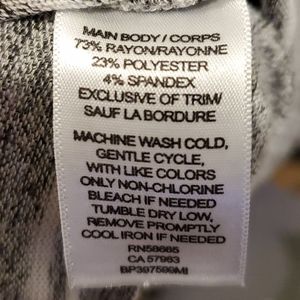 MAIN BODY / CORPS
73% RAYON/RAYONNE
23% POLYESTER
4% SPANDEX
EXCLUSIVE OF TRIM/
SAUF LA BORDURE
MACHINE WASH COLD,
GENTLE CYCLE,
WITH LIKE COLORS
ONLY NON-CHLORINE
BLEACH IF NEEDED
TUMBLE DRY LOW,
REMOVE PROMPTLY
COOL IRON IF NEEDED
RN58665
CA 57963
BP397599MI